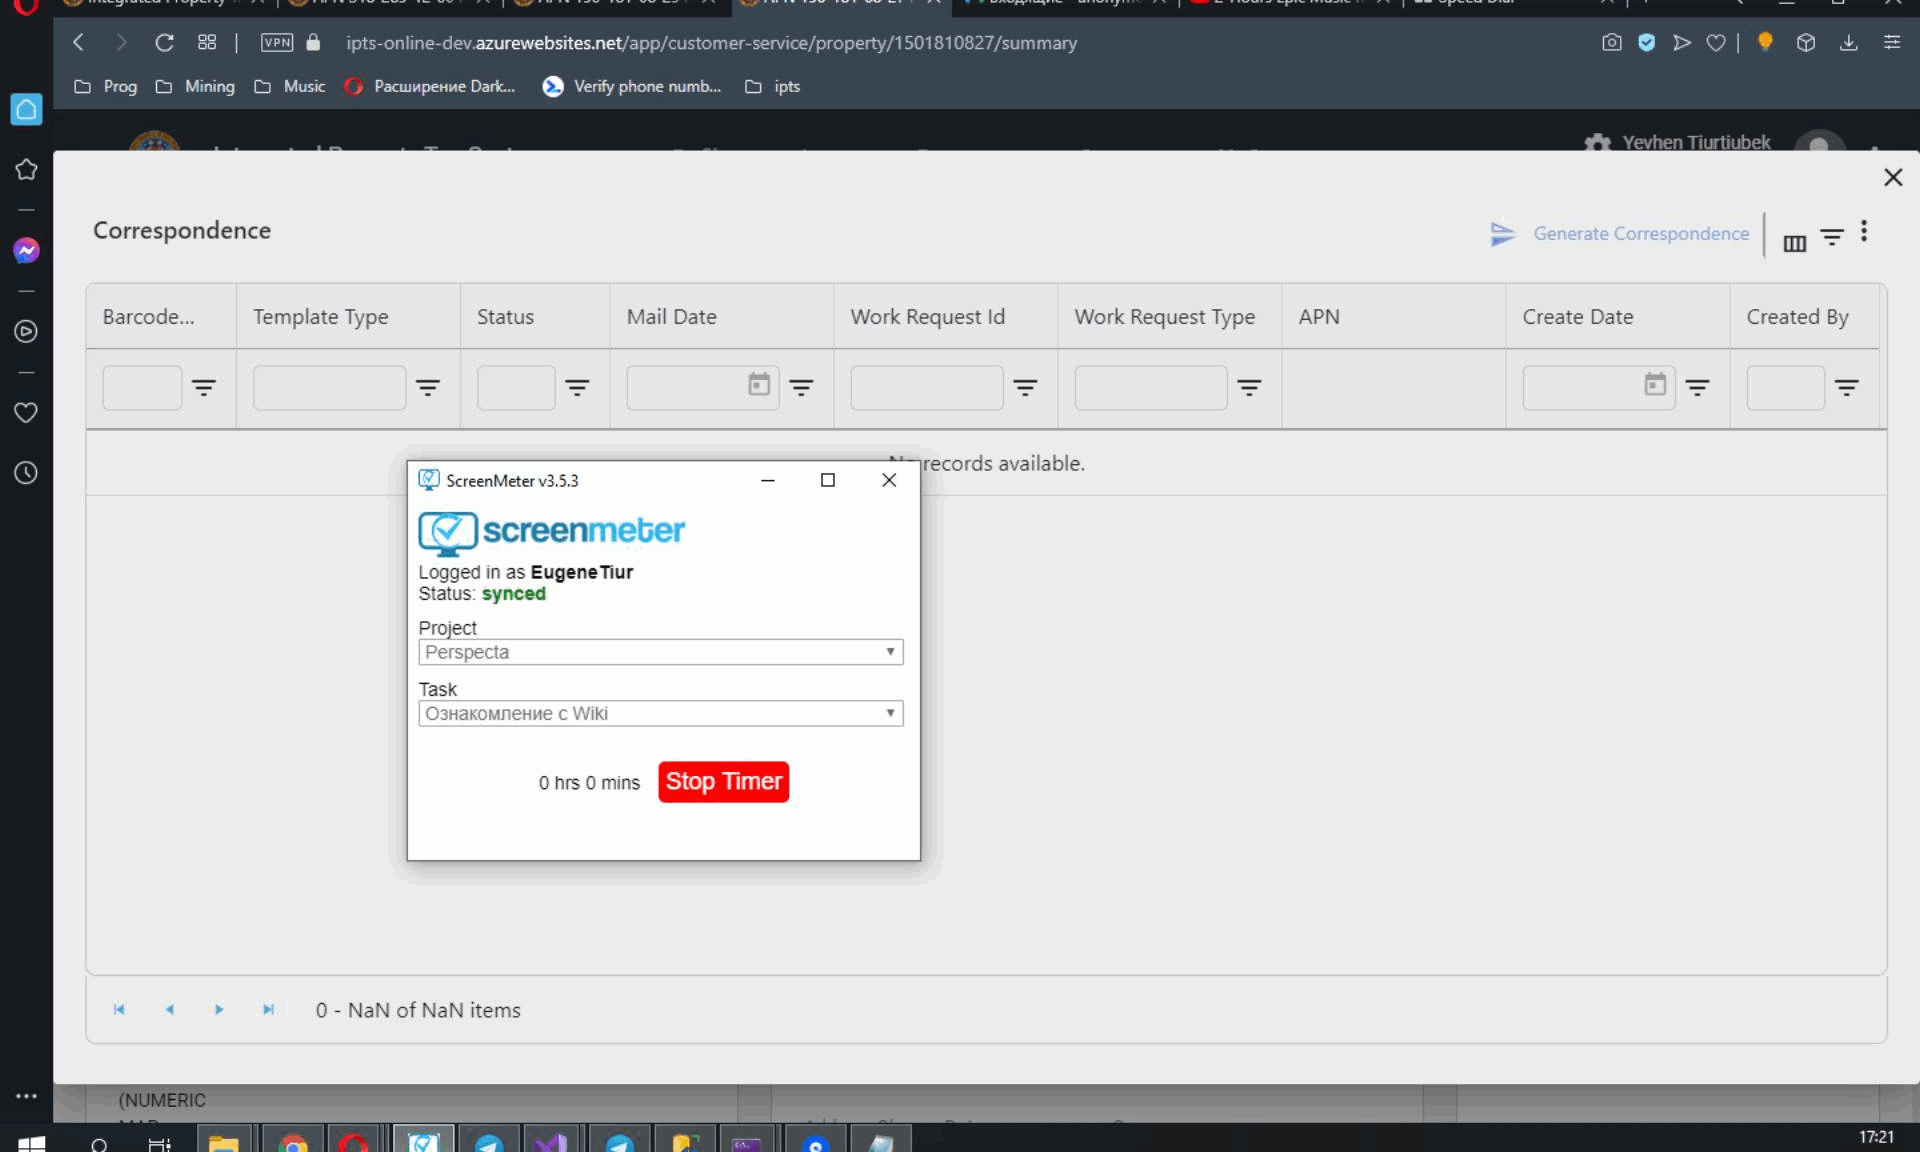 VPN
ipts-online-dev.azurewebsites.net/app/customer-service/property/1501810827/summary
Prog
Mining
Music
Расширение Dark...
Verify phone numb...
ipts
Yevhen Tiurtiubek
Correspondence
Generate Correspondence
Barcode...
Template Type
Status
Mail Date
Work Request Id
Work Request Type
APN
Create Date
Created By
No records available.
ScreenMeter v3.5.3
screenmeter
Logged in as EugeneTiur
Status: synced
Project
Perspecta
Task
Ознакомление с Wiki
0 hrs 0 mins
Stop Timer
0 - NaN of NaN items
(NUMERIC
17:21